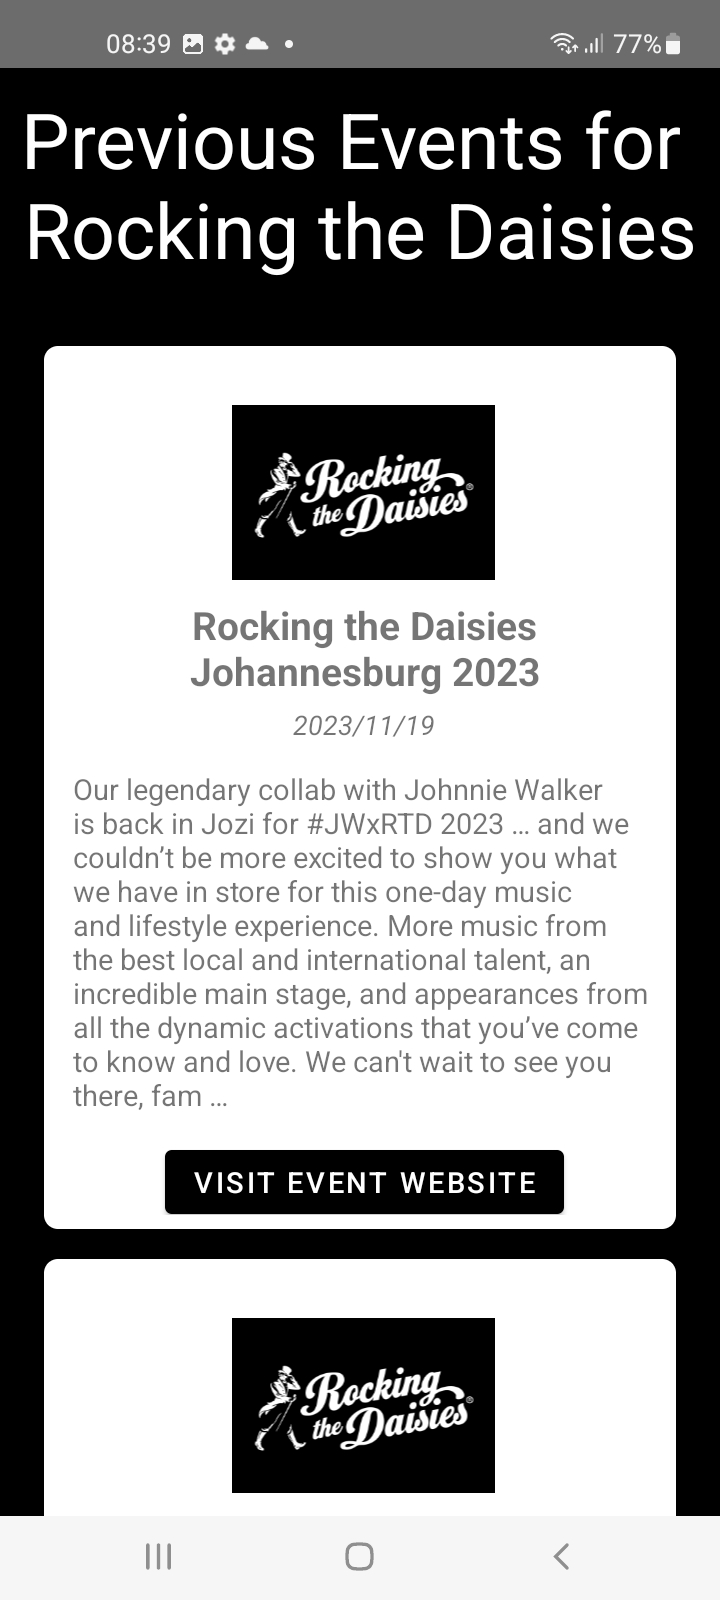 08:39
77%
Previous Events for
Rocking the Daisies
Rocking
the Daisies®
Rocking the Daisies
Johannesburg 2023
2023/11/19
Our legendary collab with Johnnie Walker
is back in Jozi for #JWxRTD 2023 … and we
couldn’t be more excited to show you what
we have in store for this one-day music
and lifestyle experience. More music from
the best local and international talent, an
incredible main stage, and appearances from
all the dynamic activations that you’ve come
to know and love. We can't wait to see you
there, fam …
VISIT EVENT WEBSITE
Rocking
the Daisies®